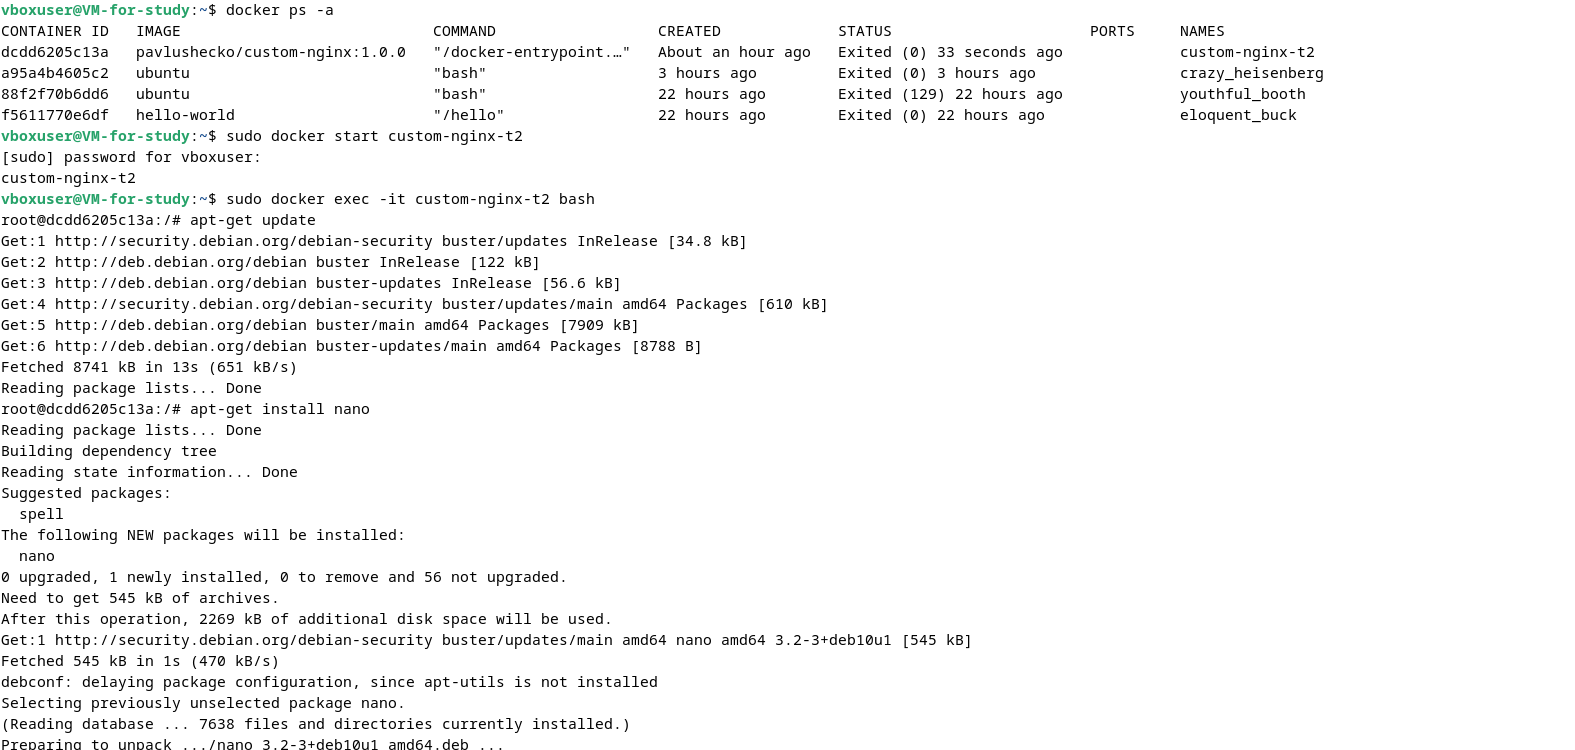 vboxuser@VM-for-study:~$ docker ps -a
CONTAINER ID   IMAGE                            COMMAND                  CREATED             STATUS                      PORTS     NAMES
dcdd6205c13a   pavlushecko/custom-nginx:1.0.0   "/docker-entrypoint.…"   About an hour ago   Exited (0) 33 seconds ago             custom-nginx-t2
a95a4b4605c2   ubuntu                           "bash"                   3 hours ago         Exited (0) 3 hours ago                crazy_heisenberg
88f2f70b6dd6   ubuntu                           "bash"                   22 hours ago        Exited (129) 22 hours ago             youthful_booth
f5611770e6df   hello-world                      "/hello"                 22 hours ago        Exited (0) 22 hours ago               eloquent_buck
vboxuser@VM-for-study:~$ sudo docker start custom-nginx-t2
[sudo] password for vboxuser:
custom-nginx-t2
vboxuser@VM-for-study:~$ sudo docker exec -it custom-nginx-t2 bash
root@dcdd6205c13a:/# apt-get update
Get:1 http://security.debian.org/debian-security buster/updates InRelease [34.8 kB]
Get:2 http://deb.debian.org/debian buster InRelease [122 kB]
Get:3 http://deb.debian.org/debian buster-updates InRelease [56.6 kB]
Get:4 http://security.debian.org/debian-security buster/updates/main amd64 Packages [610 kB]
Get:5 http://deb.debian.org/debian buster/main amd64 Packages [7909 kB]
Get:6 http://deb.debian.org/debian buster-updates/main amd64 Packages [8788 B]
Fetched 8741 kB in 13s (651 kB/s)
Reading package lists... Done
root@dcdd6205c13a:/# apt-get install nano
Reading package lists... Done
Building dependency tree
Reading state information... Done
Suggested packages:
  spell
The following NEW packages will be installed:
  nano
0 upgraded, 1 newly installed, 0 to remove and 56 not upgraded.
Need to get 545 kB of archives.
After this operation, 2269 kB of additional disk space will be used.
Get:1 http://security.debian.org/debian-security buster/updates/main amd64 nano amd64 3.2-3+deb10u1 [545 kB]
Fetched 545 kB in 1s (470 kB/s)
debconf: delaying package configuration, since apt-utils is not installed
Selecting previously unselected package nano.
(Reading database ... 7638 files and directories currently installed.)
Preparing to unpack .../nano_3.2-3+deb10u1_amd64.deb ...